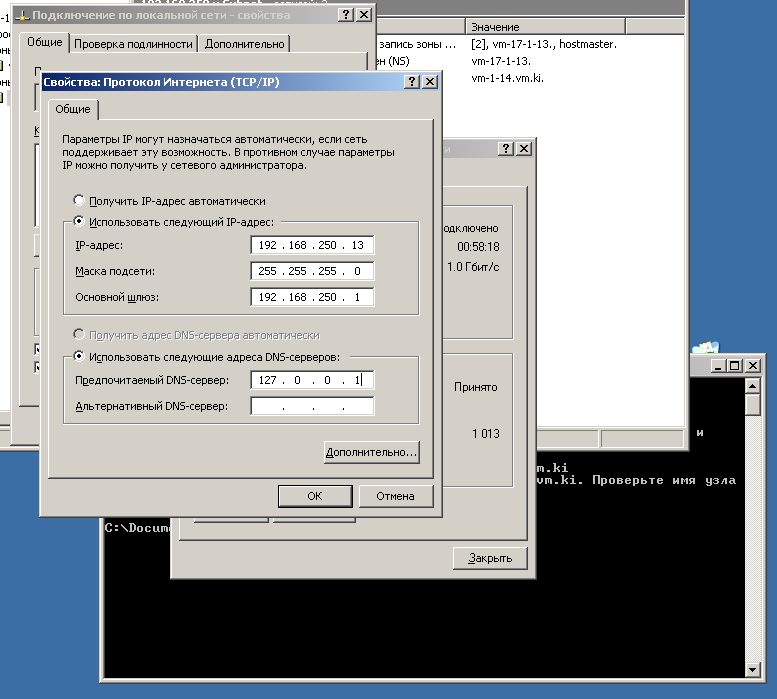 Подключение по локальной сети - свойства
Общие
Проверка подлинности
Дополнительно
Значение
запись зоны ...
[2], vm-17-1-13., hostmaster.
(NS)
vm-17-1-13.
vm-1-14.vm.ki.
Свойства: Протокол Интернета (TCP/IP)
Общие
Параметры IP могут назначаться автоматически, если сеть
поддерживает эту возможность. В противном случае параметры
IP можно получить у сетевого администратора.
Получить IP-адрес автоматически
Использовать следующий IP-адрес:
IP-адрес:
192 . 168 . 250 . 13
Маска подсети:
255 . 255 . 255 . 0
Основной шлюз:
192 . 168 . 250 . 1
Получить адрес DNS-сервера автоматически
Использовать следующие адреса DNS-серверов:
Предпочитаемый DNS-сервер:
127 . 0 . 0 . 1
Альтернативный DNS-сервер:
. . .
Дополнительно...
ОК
Отмена
одключено
00:58:18
1.0 Гбит/с
Принято
1 013
Закрыть
и
m.ki
vm.ki. Проверьте имя узла
C:\Docum